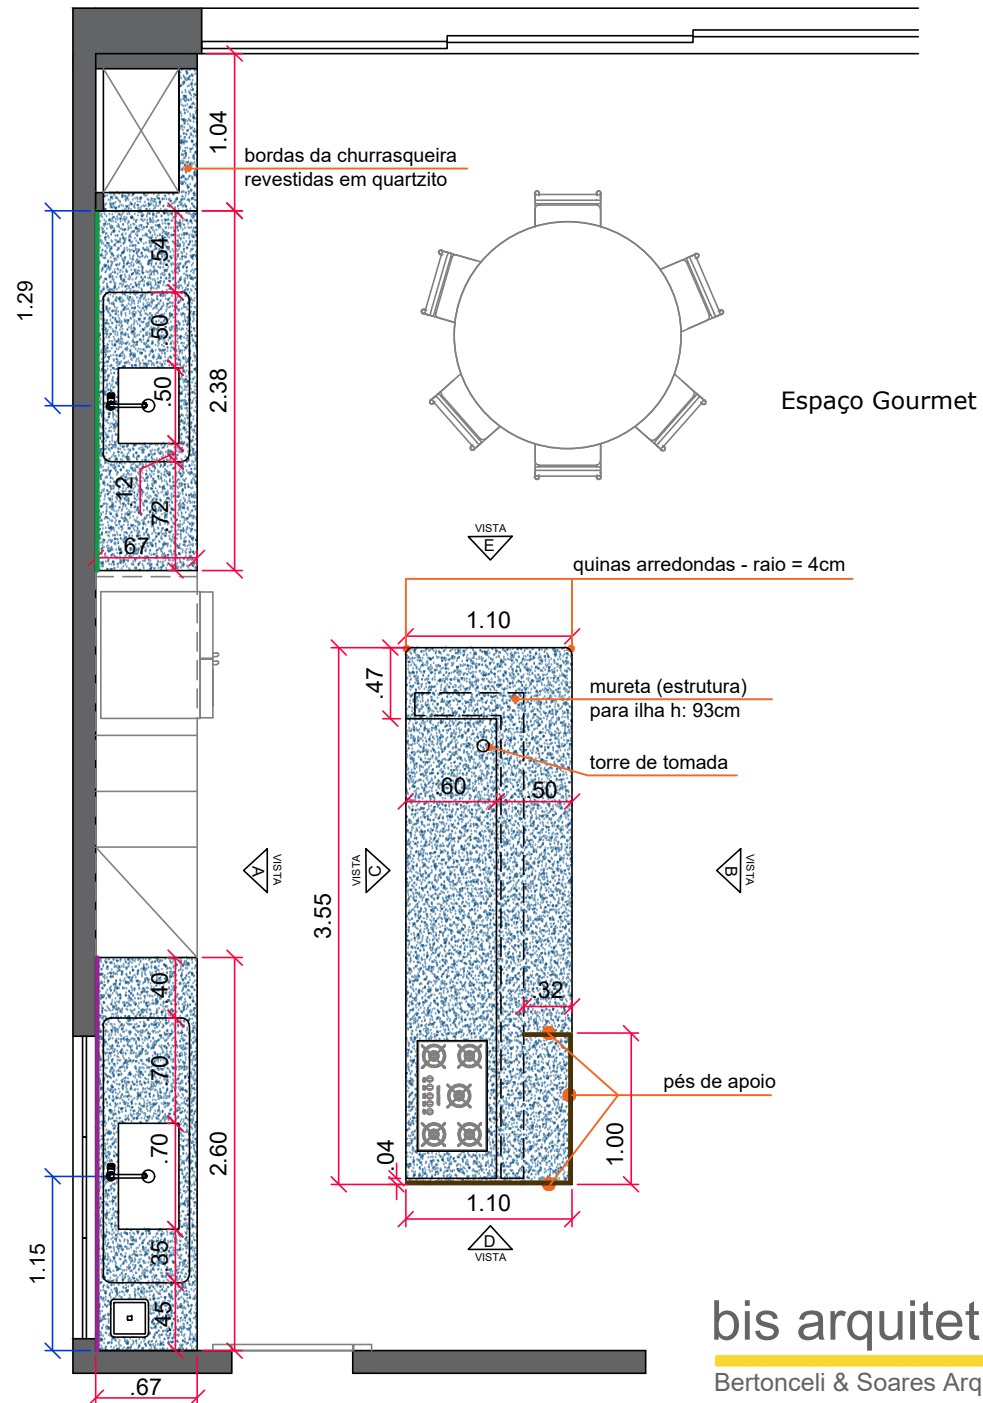 1.04
bordas da churrasqueira
revestidas em quartzito
.54
1.29
.50
.50
2.38
Espaço Gourmet
.12
.72
.67
VISTA
E
quinas arredondas - raio = 4cm
1.10
.47
mureta (estrutura)
para ilha h: 93cm
torre de tomada
.60
.50
A
VISTA
VISTA
C
B
VISTA
3.55
.40
.32
.70
pés de apoio
.70
2.60
1.00
.04
1.10
.35
1.15
D
VISTA
.45
.67
bis arquitet
Bertonceli & Soares Arq